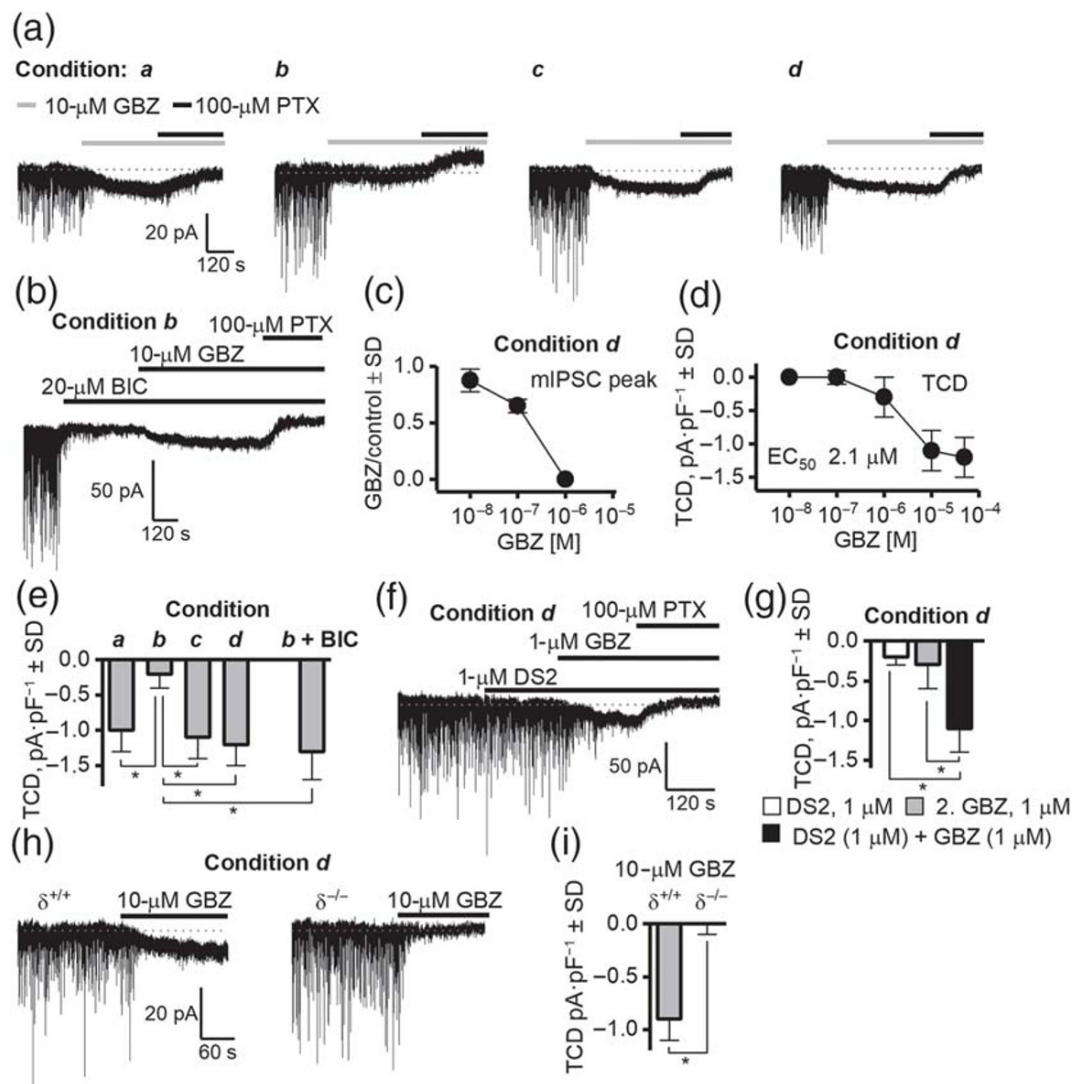 (a)
Condition: a b c d
10-μM GBZ 100-μM PTX
20 pA
120 s
(b)
Condition b
100-μM PTX
10-μM GBZ
20-μM BIC
50 pA
120 s
(c)
Condition d
mIPSC peak
GBZ/control ± SD
1.0
0.5
0.0
10⁻⁸ 10⁻⁷ 10⁻⁶ 10⁻⁵
GBZ [M]
(d)
Condition d
TCD
TCD, pA·pF⁻¹ ± SD
0.0
−0.5
−1.0
−1.5
EC₅₀ 2.1 μM
10⁻⁸ 10⁻⁷ 10⁻⁶ 10⁻⁵ 10⁻⁴
GBZ [M]
(e)
Condition
a b c d b + BIC
TCD, pA·pF⁻¹ ± SD
0.0
−0.5
−1.0
−1.5
* *
*
*
(f)
Condition d
100-μM PTX
1-μM GBZ
1-μM DS2
50 pA
120 s
(g)
Condition d
TCD, pA·pF⁻¹ ± SD
0.0
−0.5
−1.0
−1.5
*
*
DS2, 1 μM 2. GBZ, 1 μM
DS2 (1 μM) + GBZ (1 μM)
(h)
Condition d
δ⁺/⁺ 10-μM GBZ
δ⁻/⁻ 10-μM GBZ
20 pA
60 s
(i)
10-μM GBZ
δ⁺/⁺ δ⁻/⁻
TCD pA·pF⁻¹ ± SD
0.0
−0.5
−1.0
*